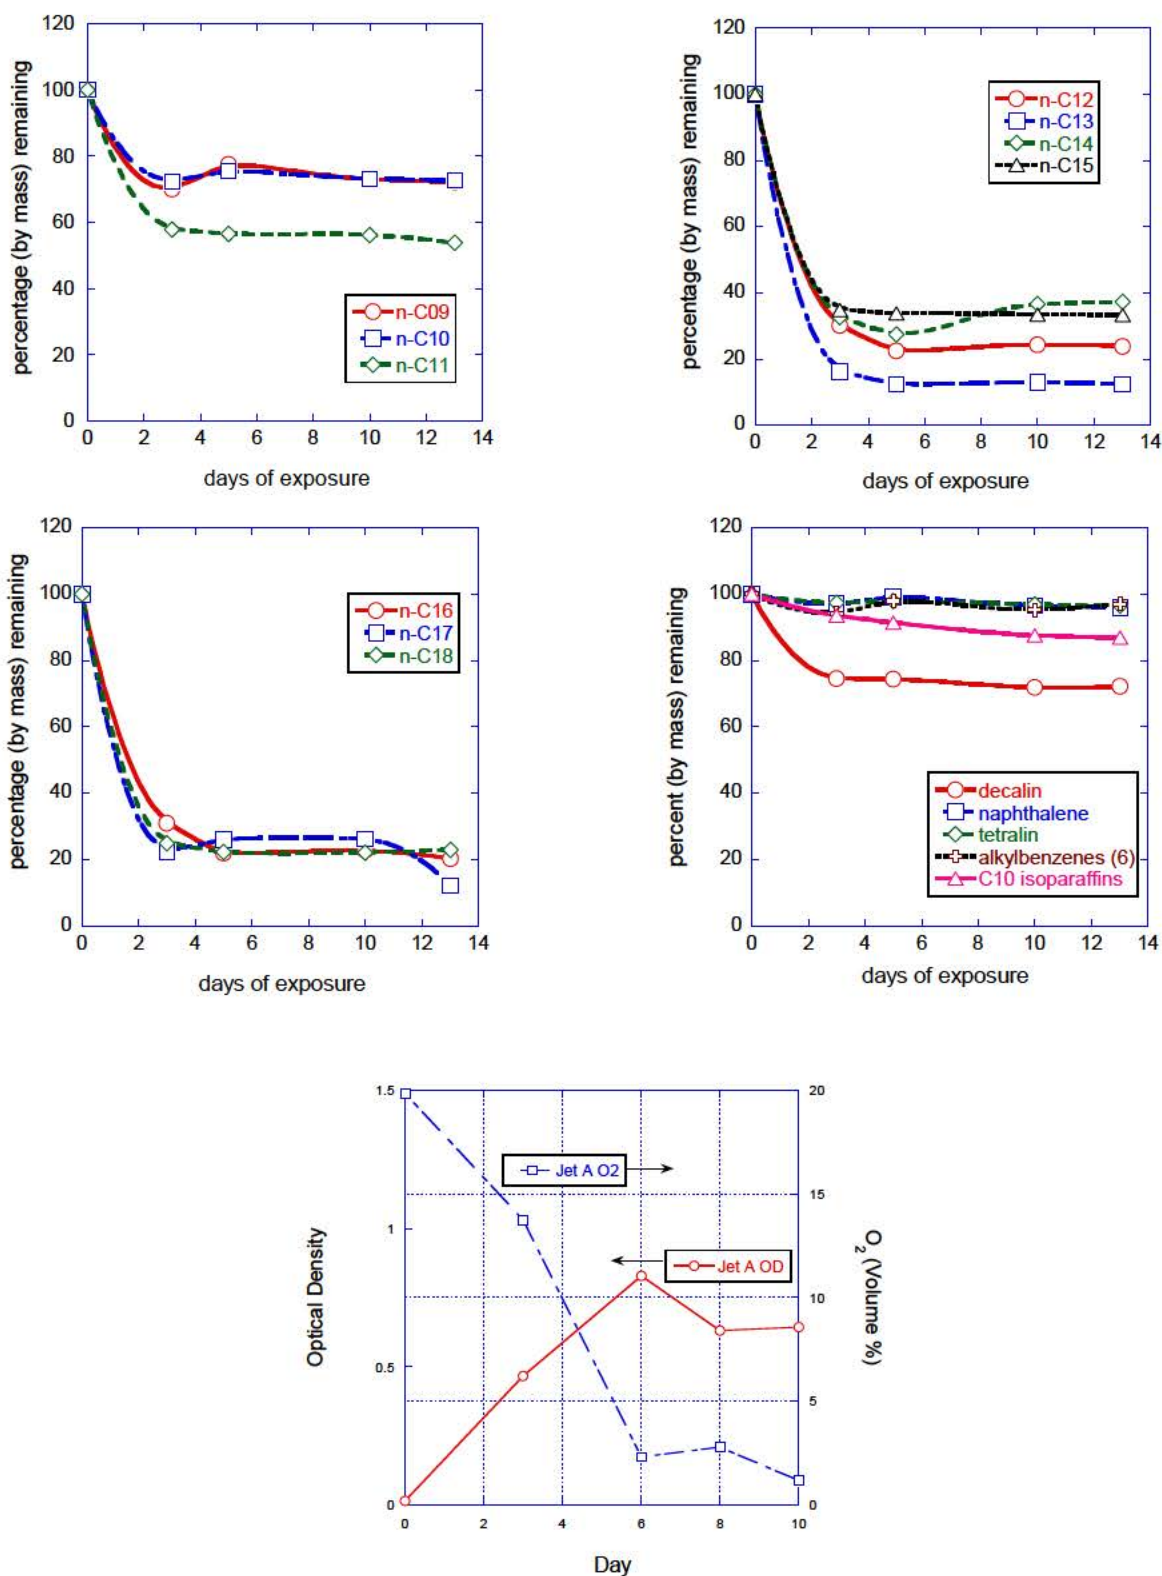 120
100
80
60
40
20
0
percentage (by mass) remaining
n-C09
n-C10
n-C11
0 2 4 6 8 10 12 14
days of exposure
120
100
80
60
40
20
0
percentage (by mass) remaining
n-C12
n-C13
n-C14
n-C15
0 2 4 6 8 10 12 14
days of exposure
120
100
80
60
40
20
0
percentage (by mass) remaining
n-C16
n-C17
n-C18
0 2 4 6 8 10 12 14
days of exposure
120
100
80
60
40
20
0
percent (by mass) remaining
decalin
naphthalene
tetralin
alkylbenzenes (6)
C10 isoparaffins
0 2 4 6 8 10 12 14
days of exposure
1.5
1
0.5
0
Optical Density
Jet A O2
Jet A OD
20
15
10
5
0
O2 (Volume %)
0 2 4 6 8 10
Day